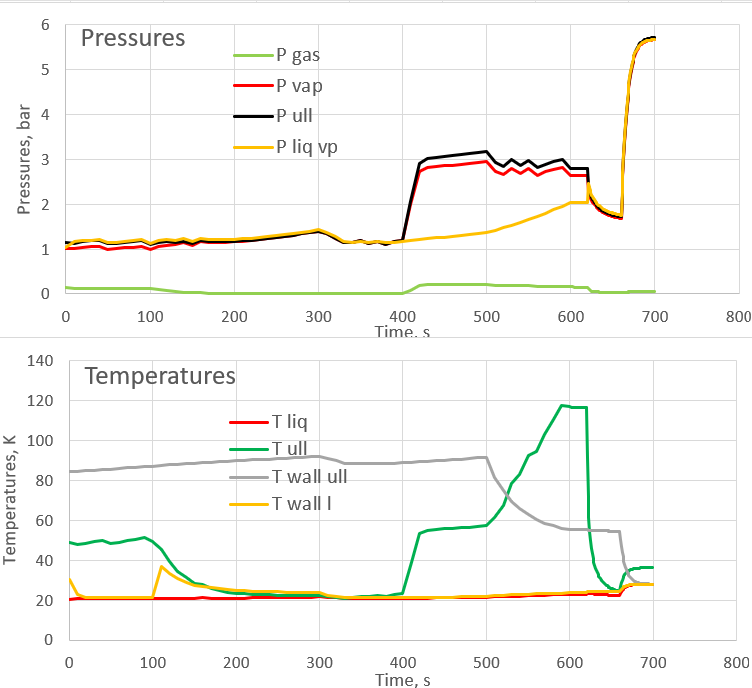 Pressures
P gas
P vap
P ull
P liq vp
Pressures, bar
6
5
4
3
2
1
0
0 100 200 300 400 500 600 700 800
Time, s
Temperatures
T liq
T ull
T wall ull
T wall l
Temperatures, K
140
120
100
80
60
40
20
0
0 100 200 300 400 500 600 700 800
Time, s